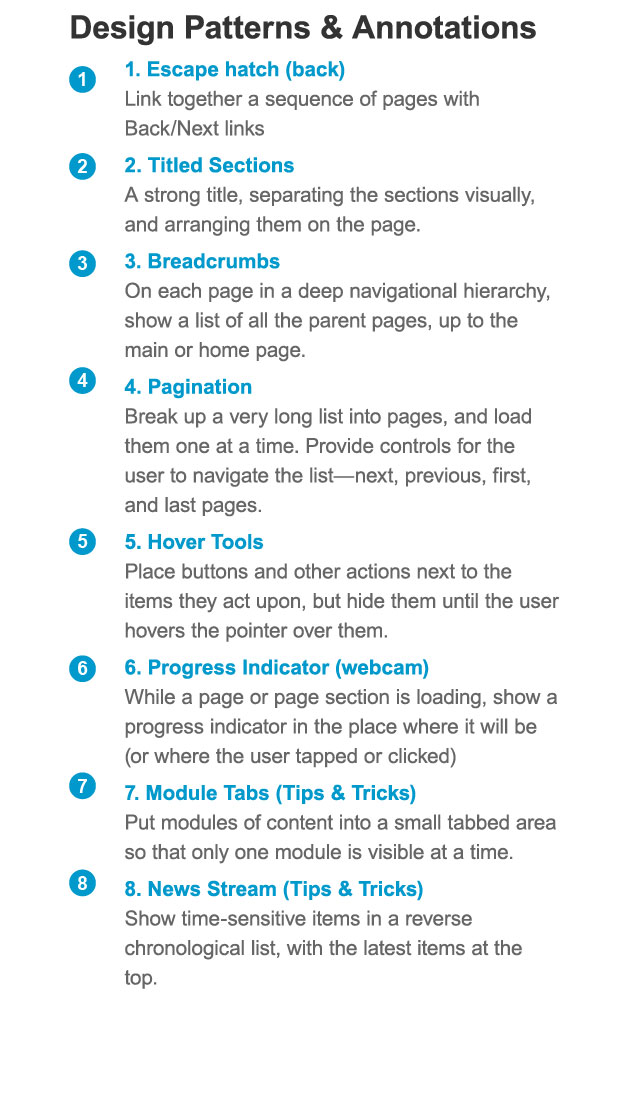 Design Patterns & Annotations
1
1. Escape hatch (back)
Link together a sequence of pages with
Back/Next links
2
2. Titled Sections
A strong title, separating the sections visually,
and arranging them on the page.
3
3. Breadcrumbs
On each page in a deep navigational hierarchy,
show a list of all the parent pages, up to the
main or home page.
4
4. Pagination
Break up a very long list into pages, and load
them one at a time. Provide controls for the
user to navigate the list—next, previous, first,
and last pages.
5
5. Hover Tools
Place buttons and other actions next to the
items they act upon, but hide them until the user
hovers the pointer over them.
6
6. Progress Indicator (webcam)
While a page or page section is loading, show a
progress indicator in the place where it will be
(or where the user tapped or clicked)
7
7. Module Tabs (Tips & Tricks)
Put modules of content into a small tabbed area
so that only one module is visible at a time.
8
8. News Stream (Tips & Tricks)
Show time-sensitive items in a reverse
chronological list, with the latest items at the
top.